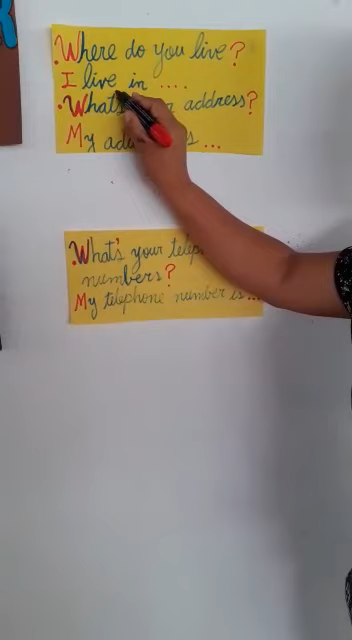 .Where do you live?
I live in ....
.What's address?
My ...
.What's your
numbers?
My telephone number is...